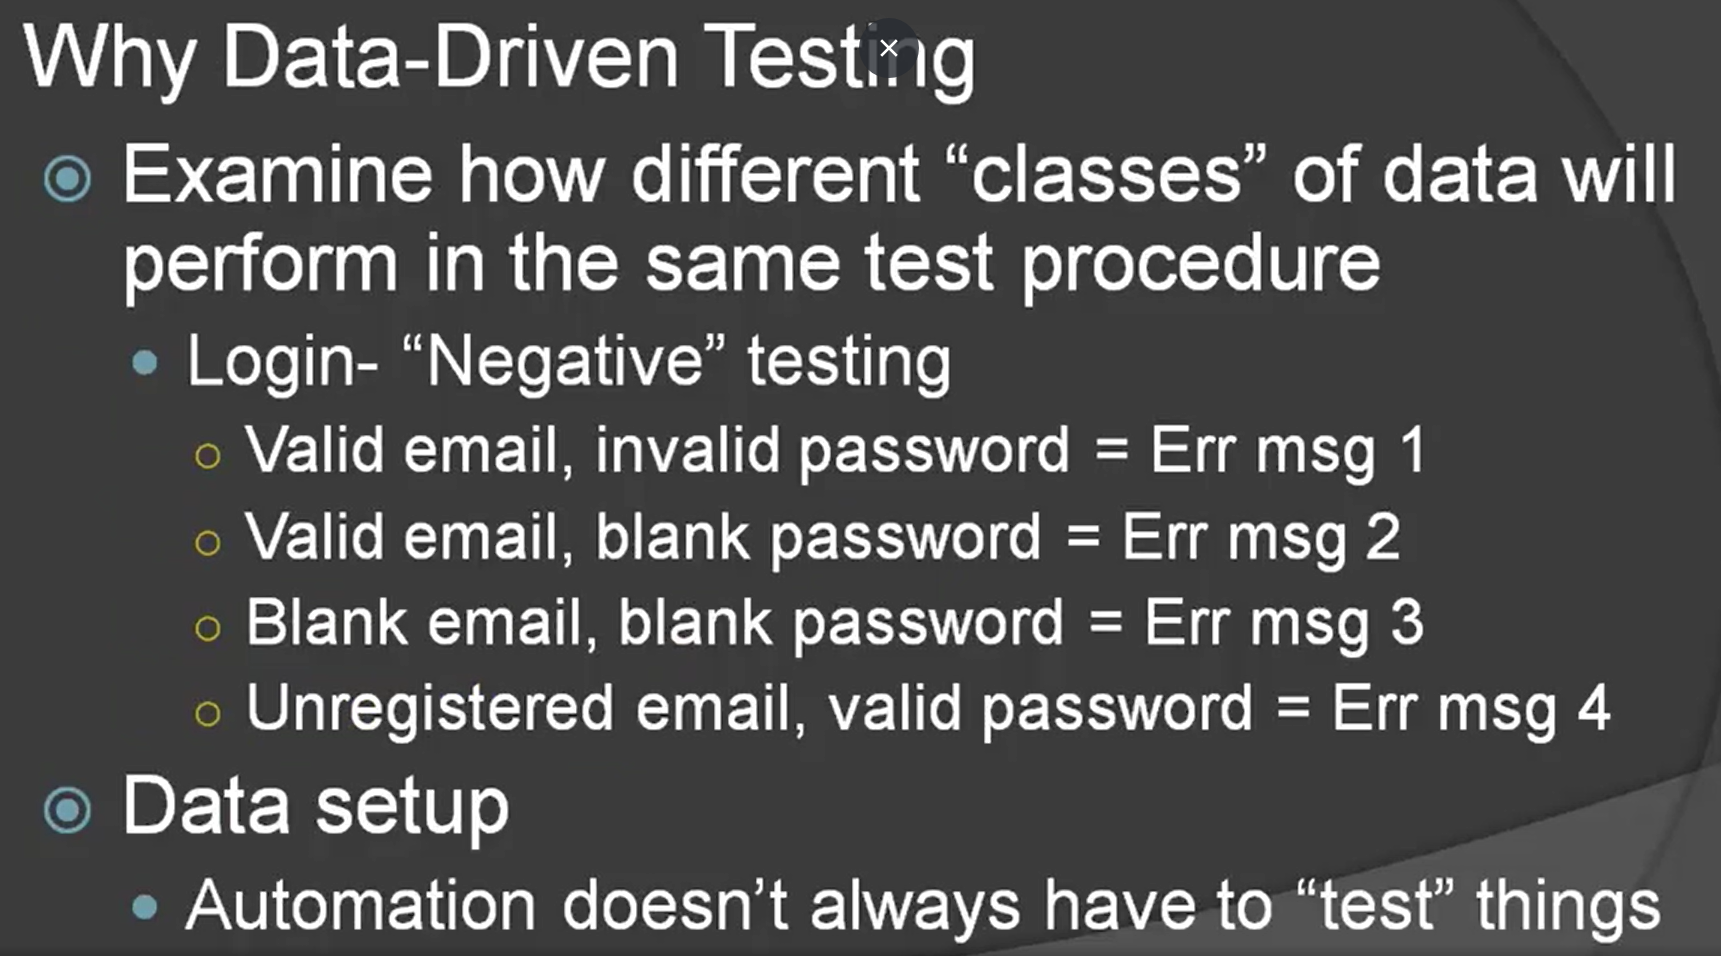 Why Data-Driven Testing
Examine how different “classes” of data will
perform in the same test procedure
Login- “Negative” testing
Valid email, invalid password = Err msg 1
Valid email, blank password = Err msg 2
Blank email, blank password = Err msg 3
Unregistered email, valid password = Err msg 4
Data setup
Automation doesn’t always have to “test” things